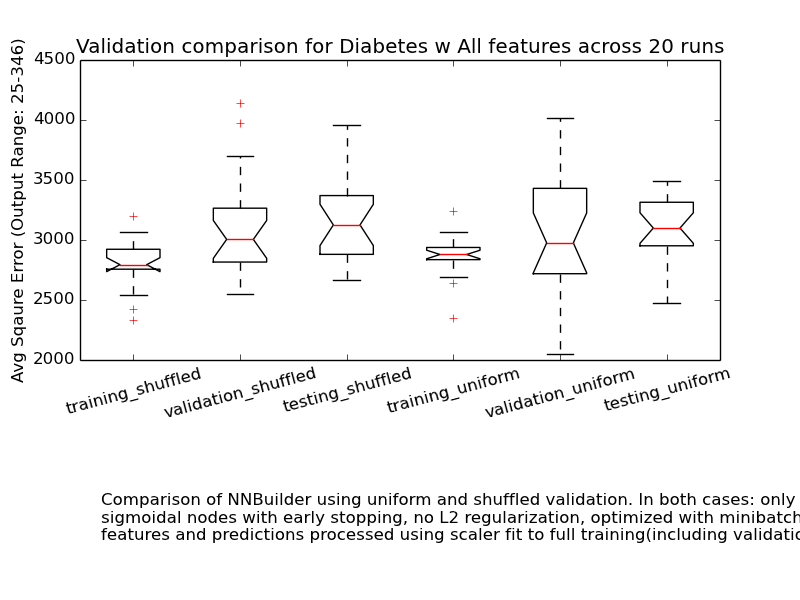 Validation comparison for Diabetes w All features across 20 runs
Avg Sqaure Error (Output Range: 25-346)
4500
4000
3500
3000
2500
2000
training_shuffled
validation_shuffled
testing_shuffled
training_uniform
validation_uniform
testing_uniform
Comparison of NNBuilder using uniform and shuffled validation. In both cases: only
sigmoidal nodes with early stopping, no L2 regularization, optimized with minibatch
features and predictions processed using scaler fit to full training(including validatio